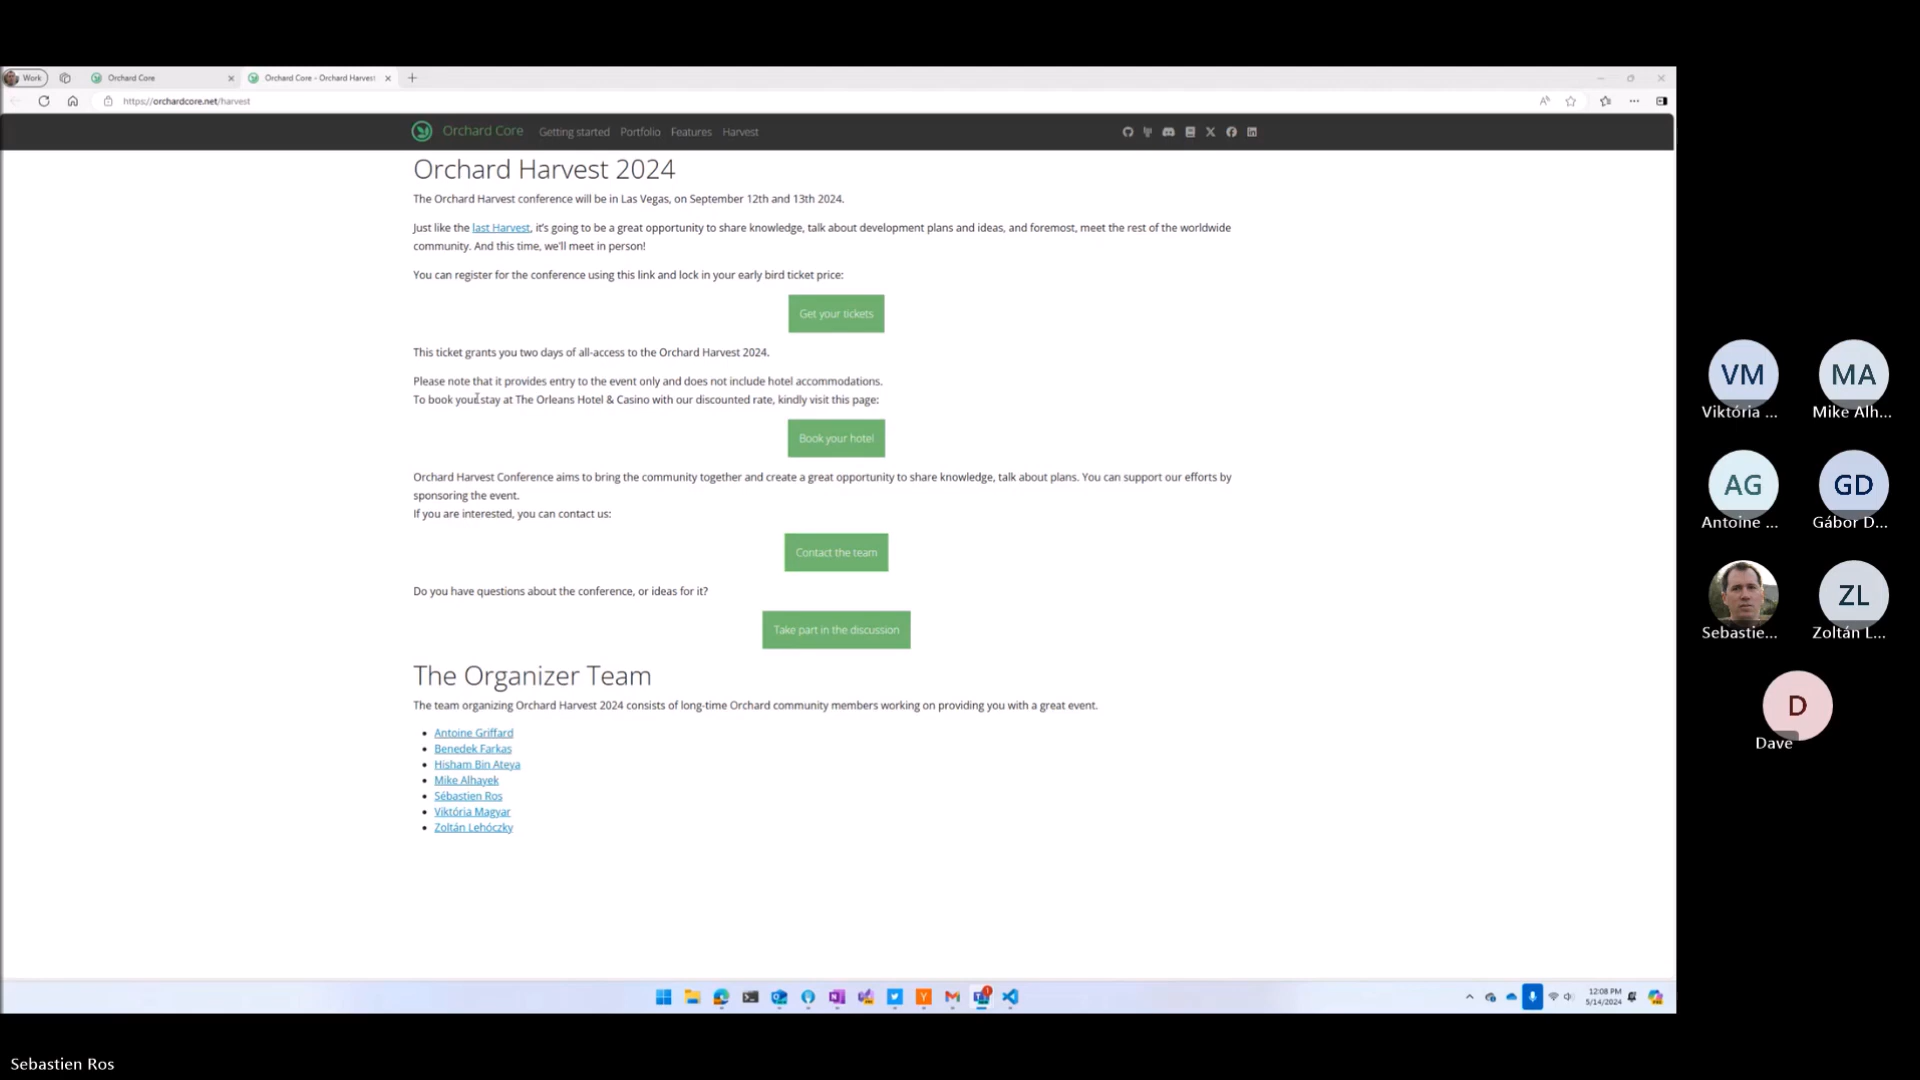 Work
Orchard Core
Orchard Core - Orchard Harvest
https://orchardcore.net/harvest
Orchard Core
Getting started
Portfolio
Features
Harvest
Orchard Harvest 2024
The Orchard Harvest conference will be in Las Vegas, on September 12th and 13th 2024.
Just like the last Harvest, it's going to be a great opportunity to share knowledge, talk about development plans and ideas, and foremost, meet the rest of the worldwide
community. And this time, we'll meet in person!
You can register for the conference using this link and lock in your early bird ticket price:
Get your tickets
This ticket grants you two days of all-access to the Orchard Harvest 2024.
Please note that it provides entry to the event only and does not include hotel accommodations.
To book your stay at The Orleans Hotel & Casino with our discounted rate, kindly visit this page:
Book your hotel
Orchard Harvest Conference aims to bring the community together and create a great opportunity to share knowledge, talk about plans. You can support our efforts by
sponsoring the event.
If you are interested, you can contact us:
Contact the team
Do you have questions about the conference, or ideas for it?
Take part in the discussion
The Organizer Team
The team organizing Orchard Harvest 2024 consists of long-time Orchard community members working on providing you with a great event.
Antoine Griffard
Benedek Farkas
Hisham Bin Ateya
Mike Alhayek
Sébastien Ros
Viktória Magyar
Zoltán Lehóczky
12:08 PM
5/14/2024
VM
Viktória ...
MA
Mike Alh...
AG
Antoine ...
GD
Gábor D...
Sebastie...
ZL
Zoltán L...
D
Dave
Sebastien Ros